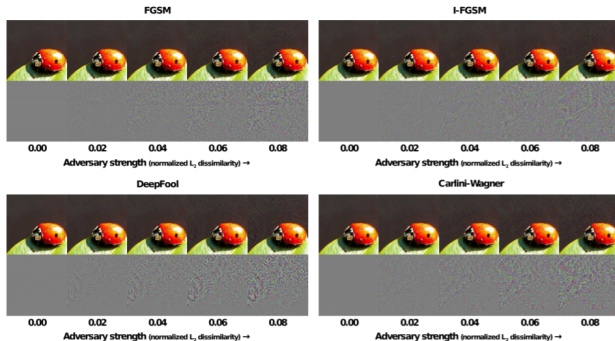 FGSM
0.00 0.02 0.04 0.06 0.08
Adversary strength (normalized L₂ dissimilarity) →
I-FGSM
0.00 0.02 0.04 0.06 0.08
Adversary strength (normalized L₂ dissimilarity) →
DeepFool
0.00 0.02 0.04 0.06 0.08
Adversary strength (normalized L₂ dissimilarity) →
Carlini-Wagner
0.00 0.02 0.04 0.06 0.08
Adversary strength (normalized L₂ dissimilarity) →